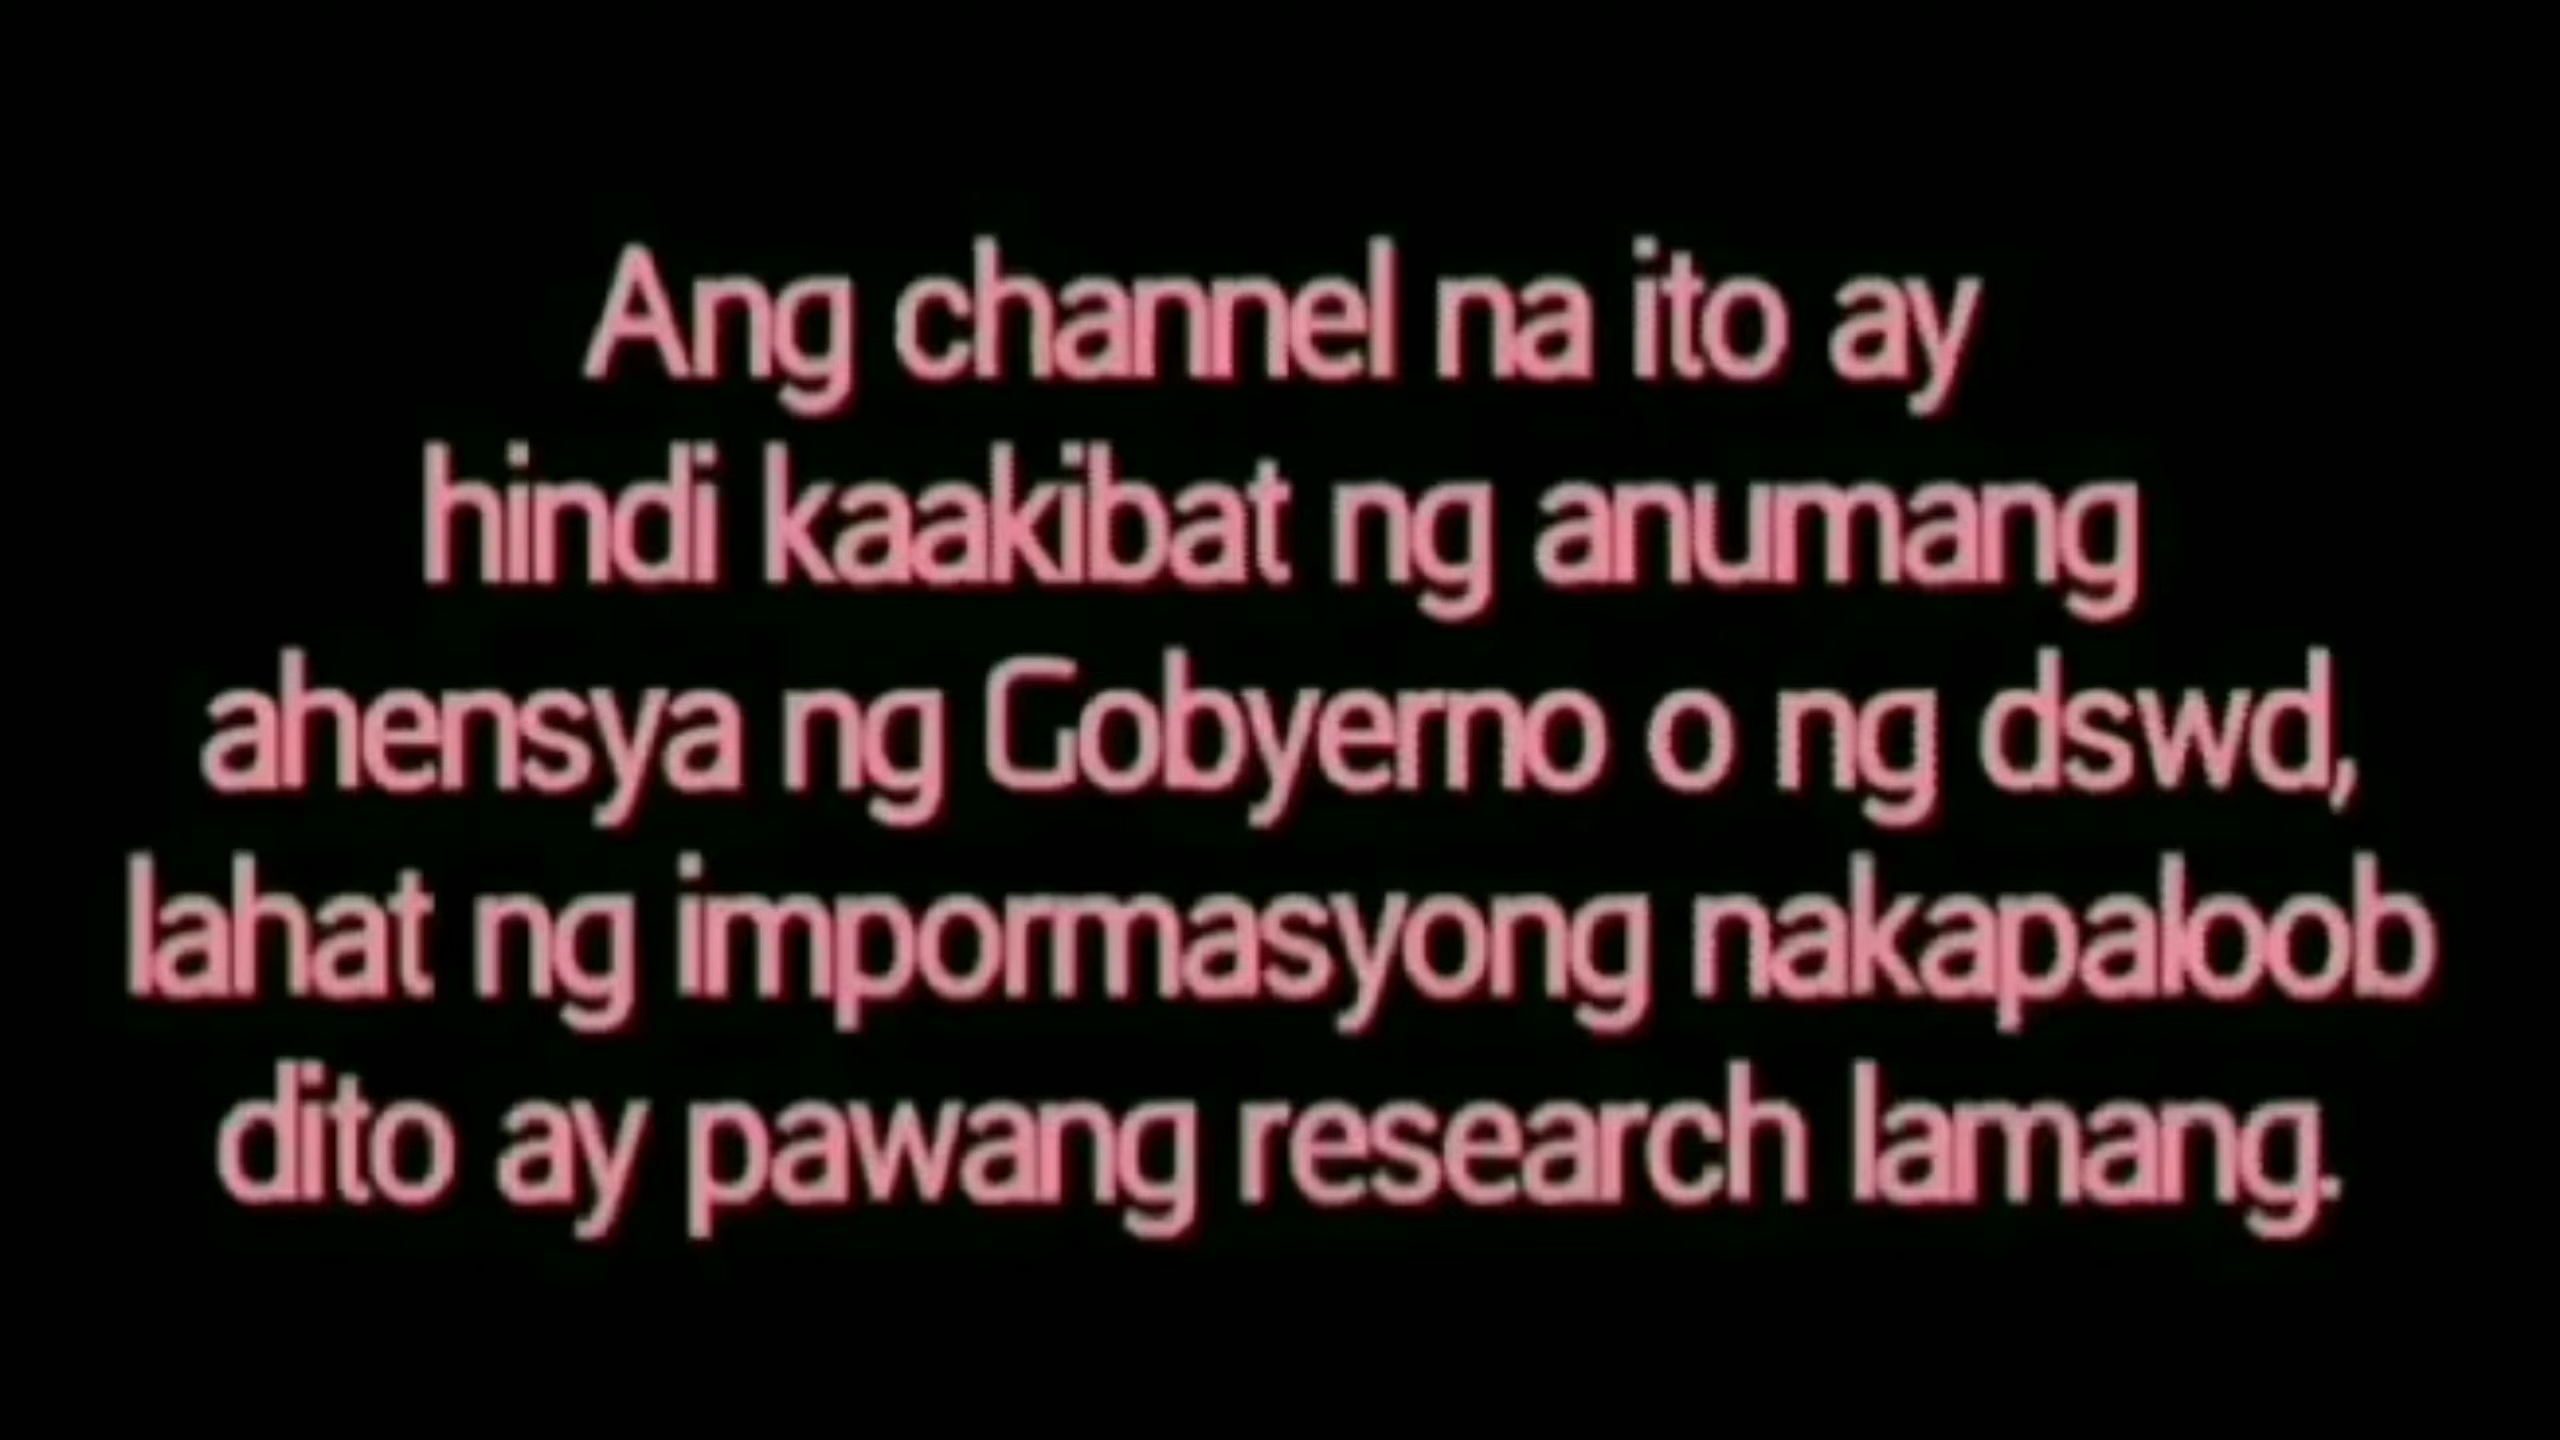 Ang channel na ito ay
hindi kaakibat ng anumang
ahensya ng Gobyerno o ng dswd,
lahat ng impormasyong nakapaloob
dito ay pawang research lamang.